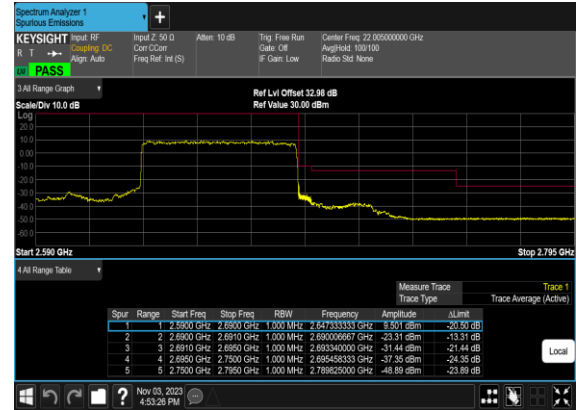 Spectrum Analyzer 1
Spurious Emissions
KEYSIGHT Input: RF Input Z: 50 Ω Atten: 10 dB Trig: Free Run Center Freq: 22.005000000 GHz
R T Coupling: DC Corr CCorr Gate: Off Avg|Hold: 100/100
Align: Auto Freq Ref: Int (S) IF Gain: Low Radio Std: None
LU PASS
3 All Range Graph
Ref Lvl Offset 32.98 dB
Scale/Div 10.0 dB Ref Value 30.00 dBm
Log
20.0
10.0
0.00
-10.0
-20.0
-30.0
-40.0
-50.0
-60.0
Start 2.590 GHz Stop 2.795 GHz
4 All Range Table
Measure Trace Trace 1
Trace Type Trace Average (Active)
Spur Range Start Freq Stop Freq RBW Frequency Amplitude ΔLimit
1 1 2.5900 GHz 2.6900 GHz 1.000 MHz 2.647333333 GHz 9.501 dBm -20.50 dB
2 2 2.6900 GHz 2.6910 GHz 1.000 MHz 2.690006667 GHz -23.31 dBm -13.31 dB
3 3 2.6910 GHz 2.6950 GHz 1.000 MHz 2.693340000 GHz -31.44 dBm -21.44 dB
4 4 2.6950 GHz 2.7500 GHz 1.000 MHz 2.695458333 GHz -37.35 dBm -24.35 dB
5 5 2.7500 GHz 2.7950 GHz 1.000 MHz 2.789825000 GHz -48.89 dBm -23.89 dB
Local
Nov 03, 2023
4:53:26 PM